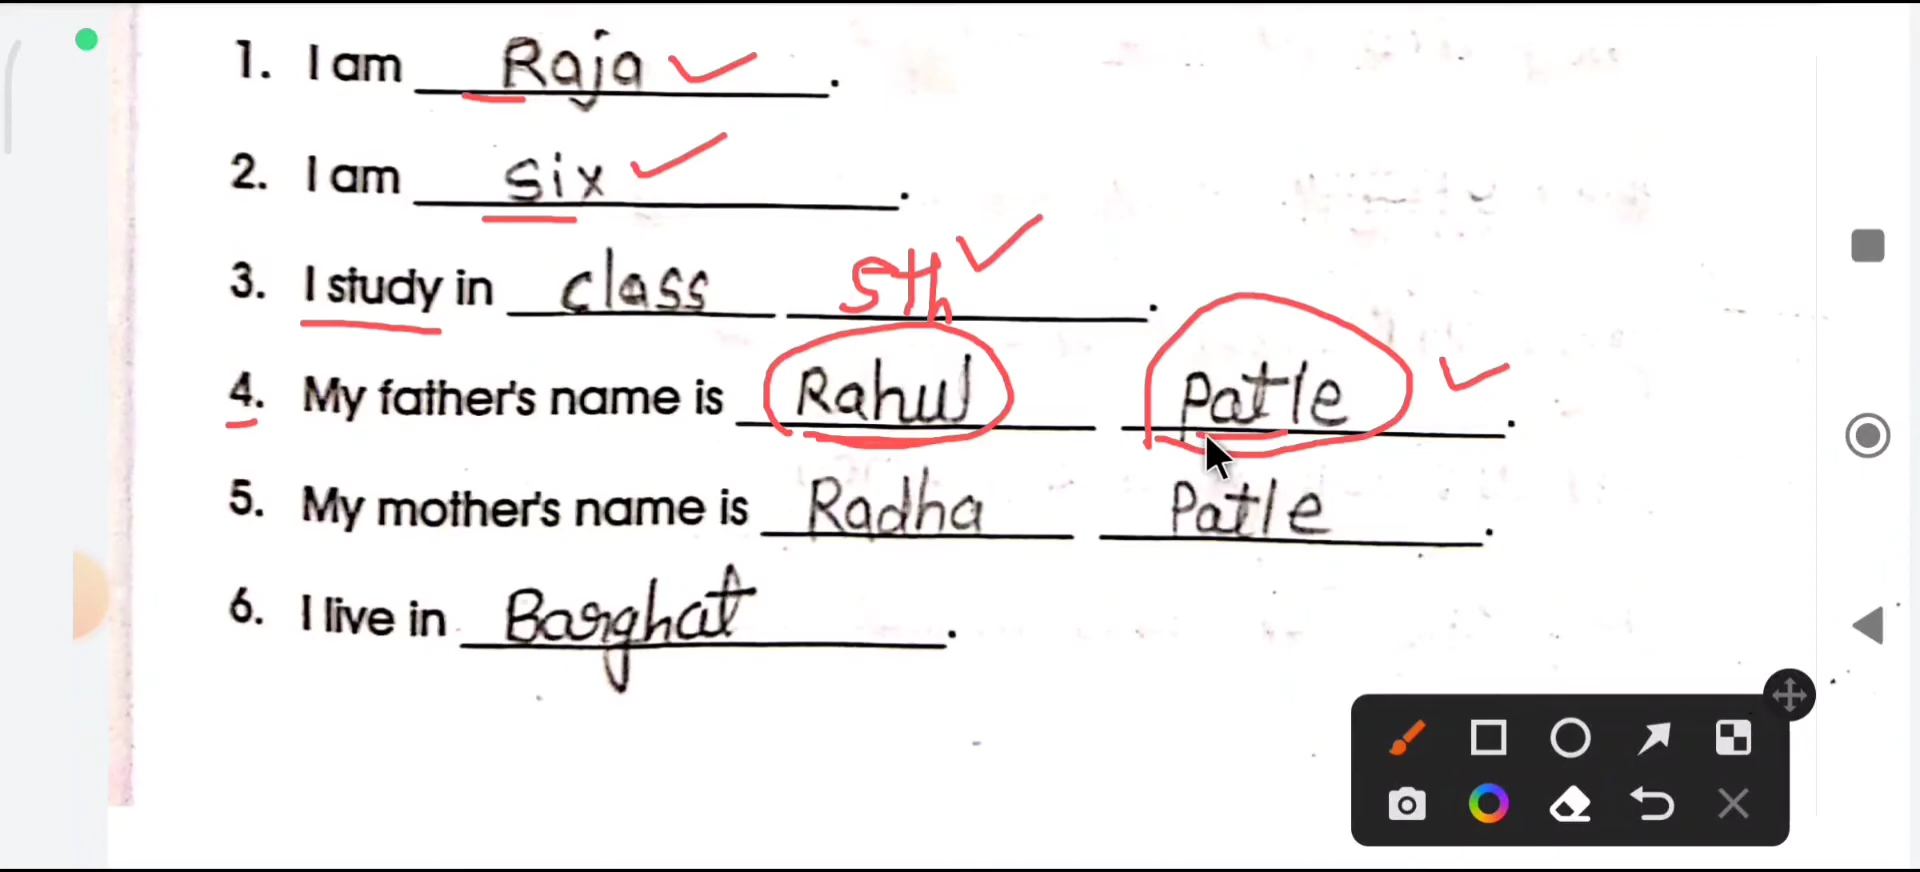 1. I am Raja.
2. I am six.
3. I study in class 5th.
4. My father's name is Rahul Patle.
5. My mother's name is Radha Patle.
6. I live in Barghat.